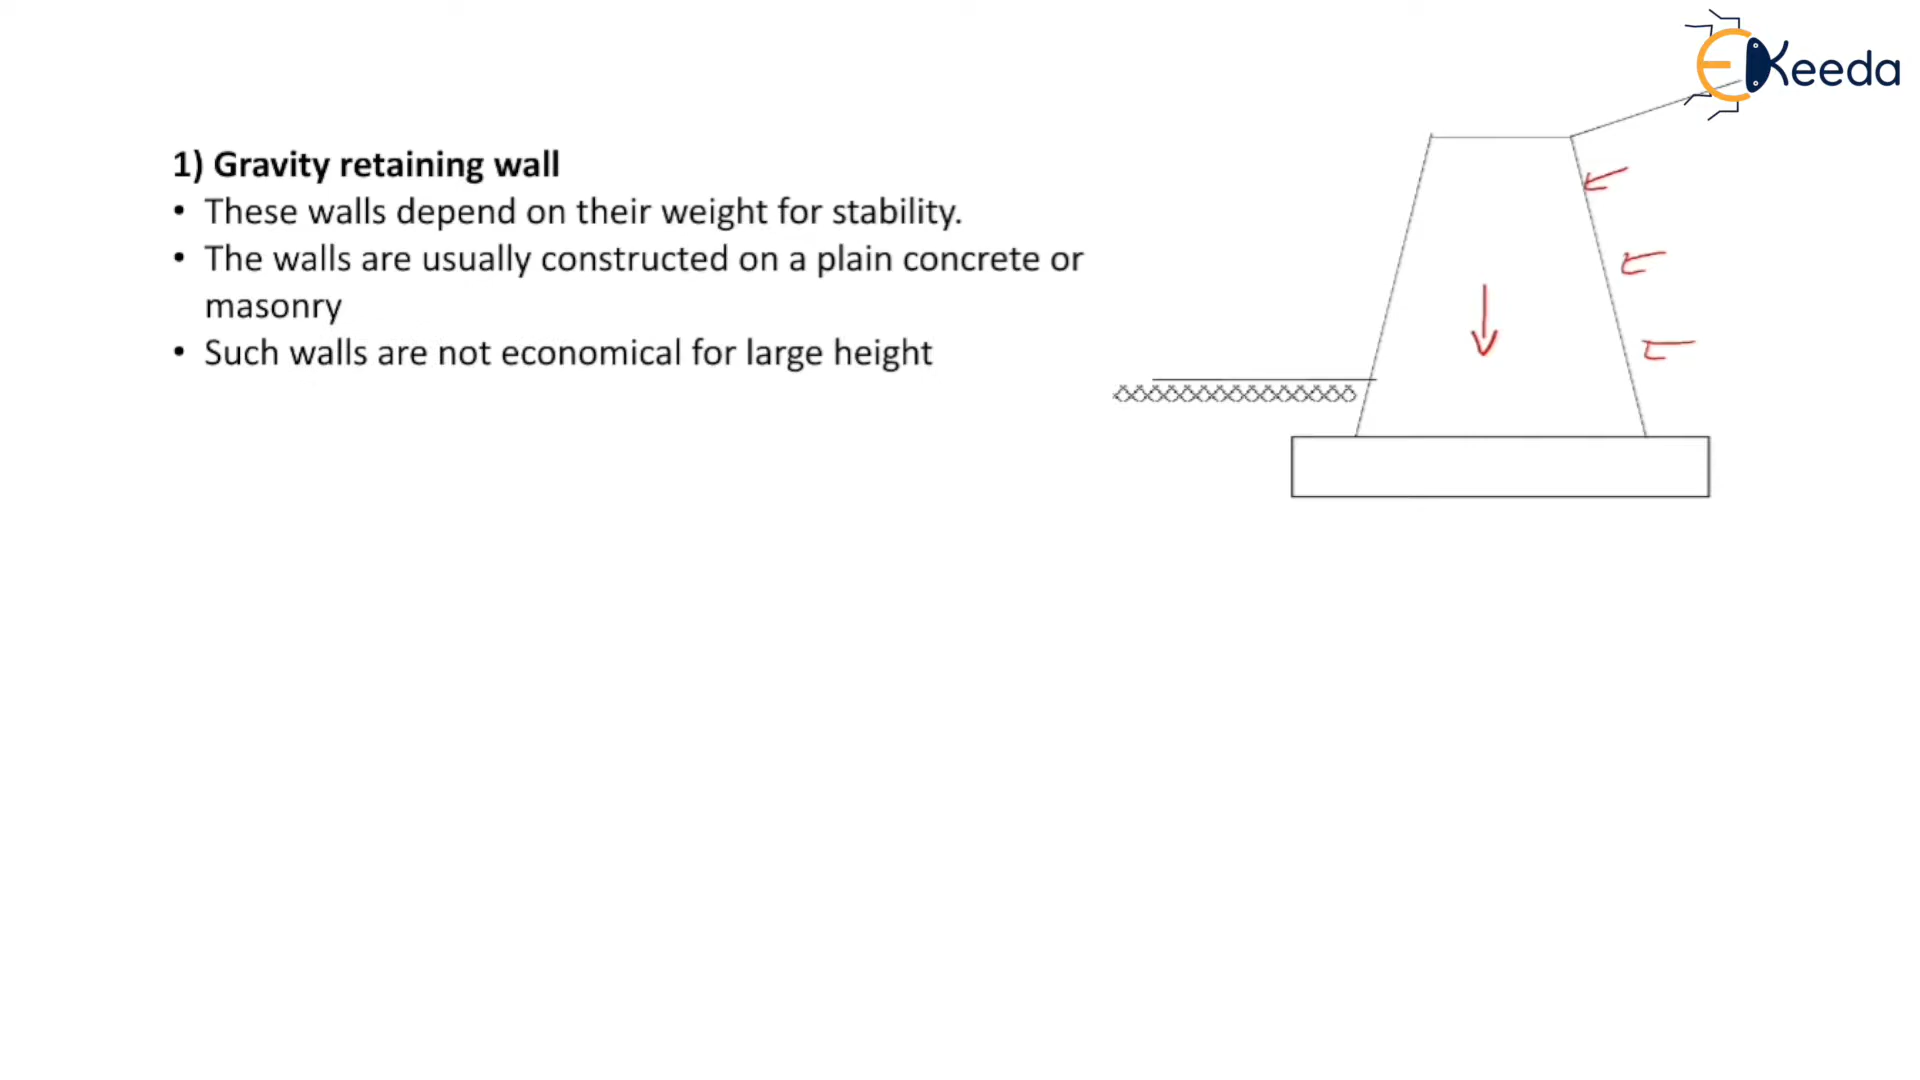 Keeda
1) Gravity retaining wall
• These walls depend on their weight for stability.
• The walls are usually constructed on a plain concrete or
masonry
• Such walls are not economical for large height